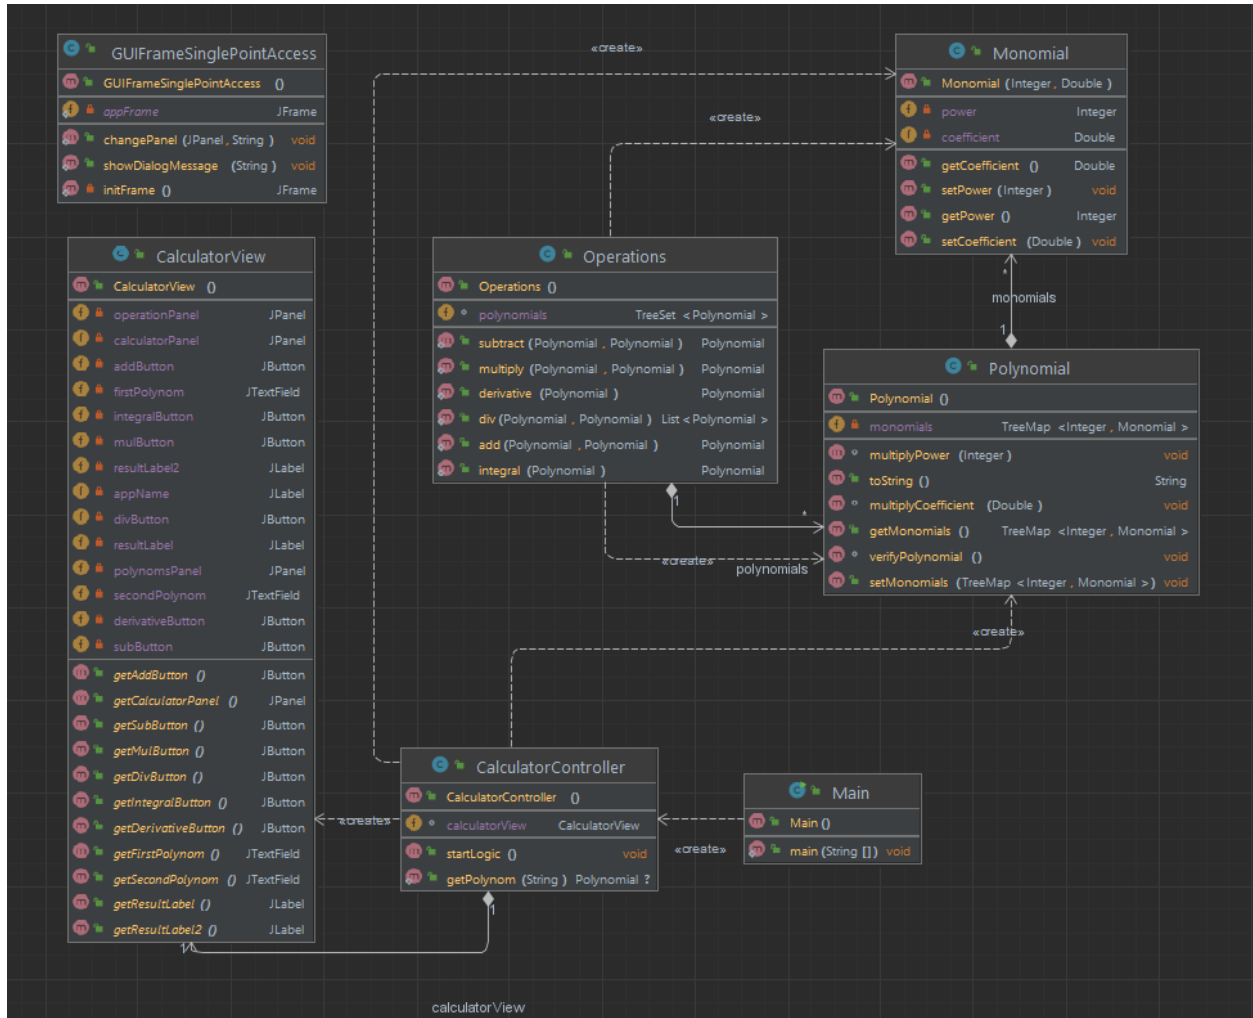 GUIFrameSinglePointAccess
GUIFrameSinglePointAccess ()
appFrame JFrame
changePanel (JPanel, String) void
showDialogMessage (String) void
initFrame () JFrame
«create»
«create»
Monomial
Monomial (Integer, Double)
power Integer
coefficient Double
getCoefficient () Double
setPower (Integer) void
getPower () Integer
setCoefficient (Double) void
*
monomials
1
CalculatorView
CalculatorView ()
operationPanel JPanel
calculatorPanel JPanel
addButton JButton
firstPolynom JTextField
integralButton JButton
mulButton JButton
resultLabel2 JLabel
appName JLabel
divButton JButton
resultLabel JLabel
polynomsPanel JPanel
secondPolynom JTextField
derivativeButton JButton
subButton JButton
getAddButton () JButton
getCalculatorPanel () JPanel
getSubButton () JButton
getMulButton () JButton
getDivButton () JButton
getIntegralButton () JButton
getDerivativeButton () JButton
getFirstPolynom () JTextField
getSecondPolynom () JTextField
getResultLabel () JLabel
getResultLabel2 () JLabel
Operations
Operations ()
polynomials TreeSet <Polynomial>
subtract (Polynomial, Polynomial) Polynomial
multiply (Polynomial, Polynomial) Polynomial
derivative (Polynomial) Polynomial
div (Polynomial, Polynomial) List <Polynomial>
add (Polynomial, Polynomial) Polynomial
integral (Polynomial) Polynomial
1
*
«create»
polynomials
Polynomial
Polynomial ()
monomials TreeMap <Integer, Monomial>
multiplyPower (Integer) void
toString () String
multiplyCoefficient (Double) void
getMonomials () TreeMap <Integer, Monomial>
verifyPolynomial () void
setMonomials (TreeMap <Integer, Monomial>) void
«create»
CalculatorController
CalculatorController ()
calculatorView CalculatorView
startLogic () void
getPolynom (String) Polynomial ?
«create»
«create»
Main
Main ()
main (String []) void
1
1
calculatorView